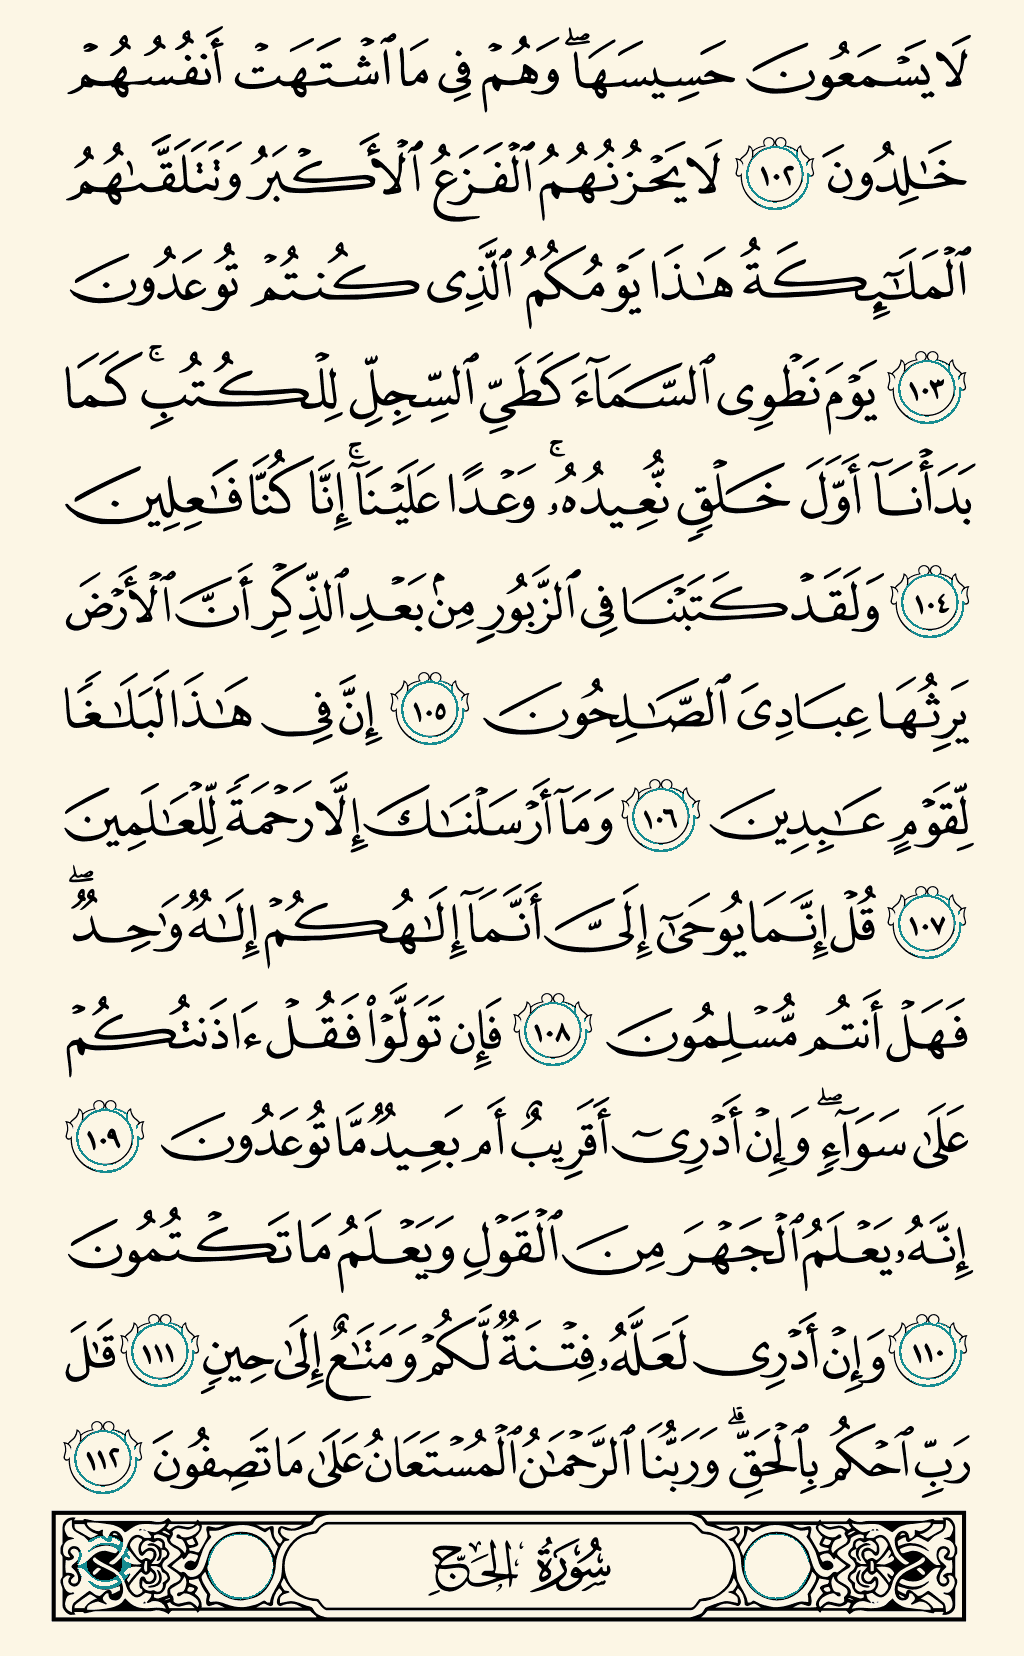 لَا يَسْمَعُونَ حَسِيسَهَا ۖ وَهُمْ فِي مَا ٱشْتَهَتْ أَنفُسُهُمْ
خَـٰلِدُونَ ١٠٢ لَا يَحْزُنُهُمُ ٱلْفَزَعُ ٱلْأَكْبَرُ وَتَتَلَقَّىٰهُمُ
ٱلْمَلَـٰٓئِكَةُ هَـٰذَا يَوْمُكُمُ ٱلَّذِى كُنتُمْ تُوعَدُونَ
١٠٣ يَوْمَ نَطْوِى ٱلسَّمَآءَ كَطَيِّ ٱلسِّجِلِّ لِلْكُتُبِ ۚ كَمَا
بَدَأْنَآ أَوَّلَ خَلْقٍ نُّعِيدُهُۥ ۚ وَعْدًا عَلَيْنَآ ۚ إِنَّا كُنَّا فَـٰعِلِينَ
١٠٤ وَلَقَدْ كَتَبْنَا فِى ٱلزَّبُورِ مِنۢ بَعْدِ ٱلذِّكْرِ أَنَّ ٱلْأَرْضَ
يَرِثُهَا عِبَادِىَ ٱلصَّـٰلِحُونَ ١٠٥ إِنَّ فِى هَـٰذَا لَبَلَـٰغًا
لِّقَوْمٍ عَـٰبِدِينَ ١٠٦ وَمَآ أَرْسَلْنَـٰكَ إِلَّا رَحْمَةً لِّلْعَـٰلَمِينَ
١٠٧ قُلْ إِنَّمَا يُوحَىٰٓ إِلَىَّ أَنَّمَآ إِلَـٰهُكُمْ إِلَـٰهٌ وَٰحِدٌ ۖ
فَهَلْ أَنتُم مُّسْلِمُونَ ١٠٨ فَإِن تَوَلَّوْا۟ فَقُلْ ءَاذَنتُكُمْ
عَلَىٰ سَوَآءٍ ۖ وَإِنْ أَدْرِىٓ أَقَرِيبٌ أَم بَعِيدٌ مَّا تُوعَدُونَ ١٠٩
إِنَّهُۥ يَعْلَمُ ٱلْجَهْرَ مِنَ ٱلْقَوْلِ وَيَعْلَمُ مَا تَكْتُمُونَ
١١٠ وَإِنْ أَدْرِى لَعَلَّهُۥ فِتْنَةٌ لَّكُمْ وَمَتَـٰعٌ إِلَىٰ حِينٍ ١١١ قَـٰلَ
رَبِّ ٱحْكُم بِٱلْحَقِّ ۗ وَرَبُّنَا ٱلرَّحْمَـٰنُ ٱلْمُسْتَعَانُ عَلَىٰ مَا تَصِفُونَ ١١٢
سُورَةُ الحَجِّ